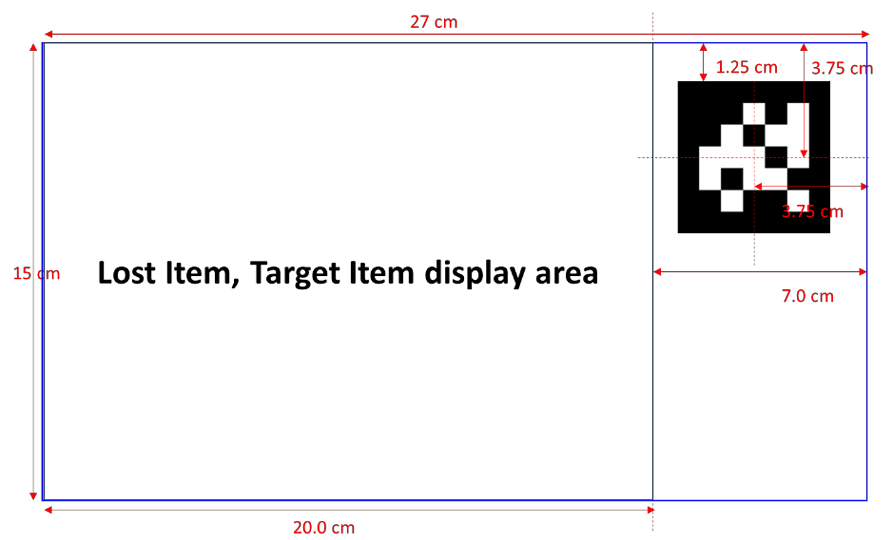 27 cm
1.25 cm
3.75 cm
3.75 cm
15 cm
Lost Item, Target Item display area
7.0 cm
20.0 cm